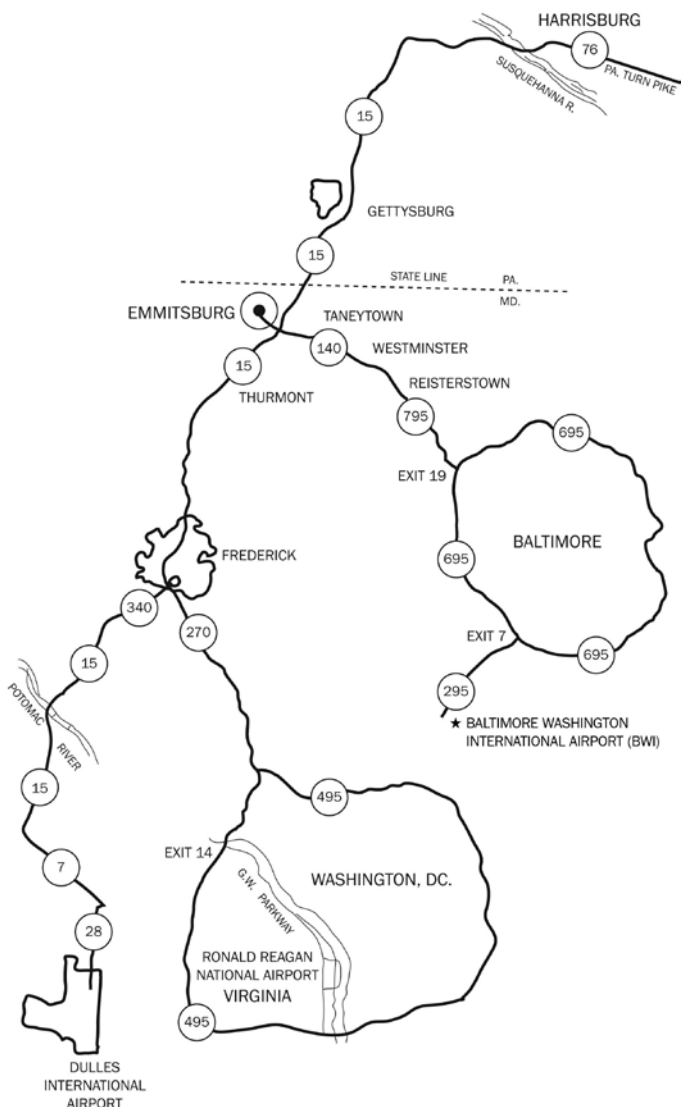 HARRISBURG
76
PA. TURN PIKE
SUSQUEHANNA R.
15
GETTYSBURG
15
STATE LINE
PA.
MD.
EMMITSBURG
TANEYTOWN
140
WESTMINSTER
15
THURMONT
REISTERSTOWN
795
695
EXIT 19
BALTIMORE
FREDERICK
695
340
270
EXIT 7
695
15
295
POTOMAC
RIVER
★ BALTIMORE WASHINGTON
INTERNATIONAL AIRPORT (BWI)
15
495
EXIT 14
7
G.W. PARKWAY
WASHINGTON, DC.
28
RONALD REAGAN
NATIONAL AIRPORT
VIRGINIA
495
DULLES
INTERNATIONAL
AIRPORT